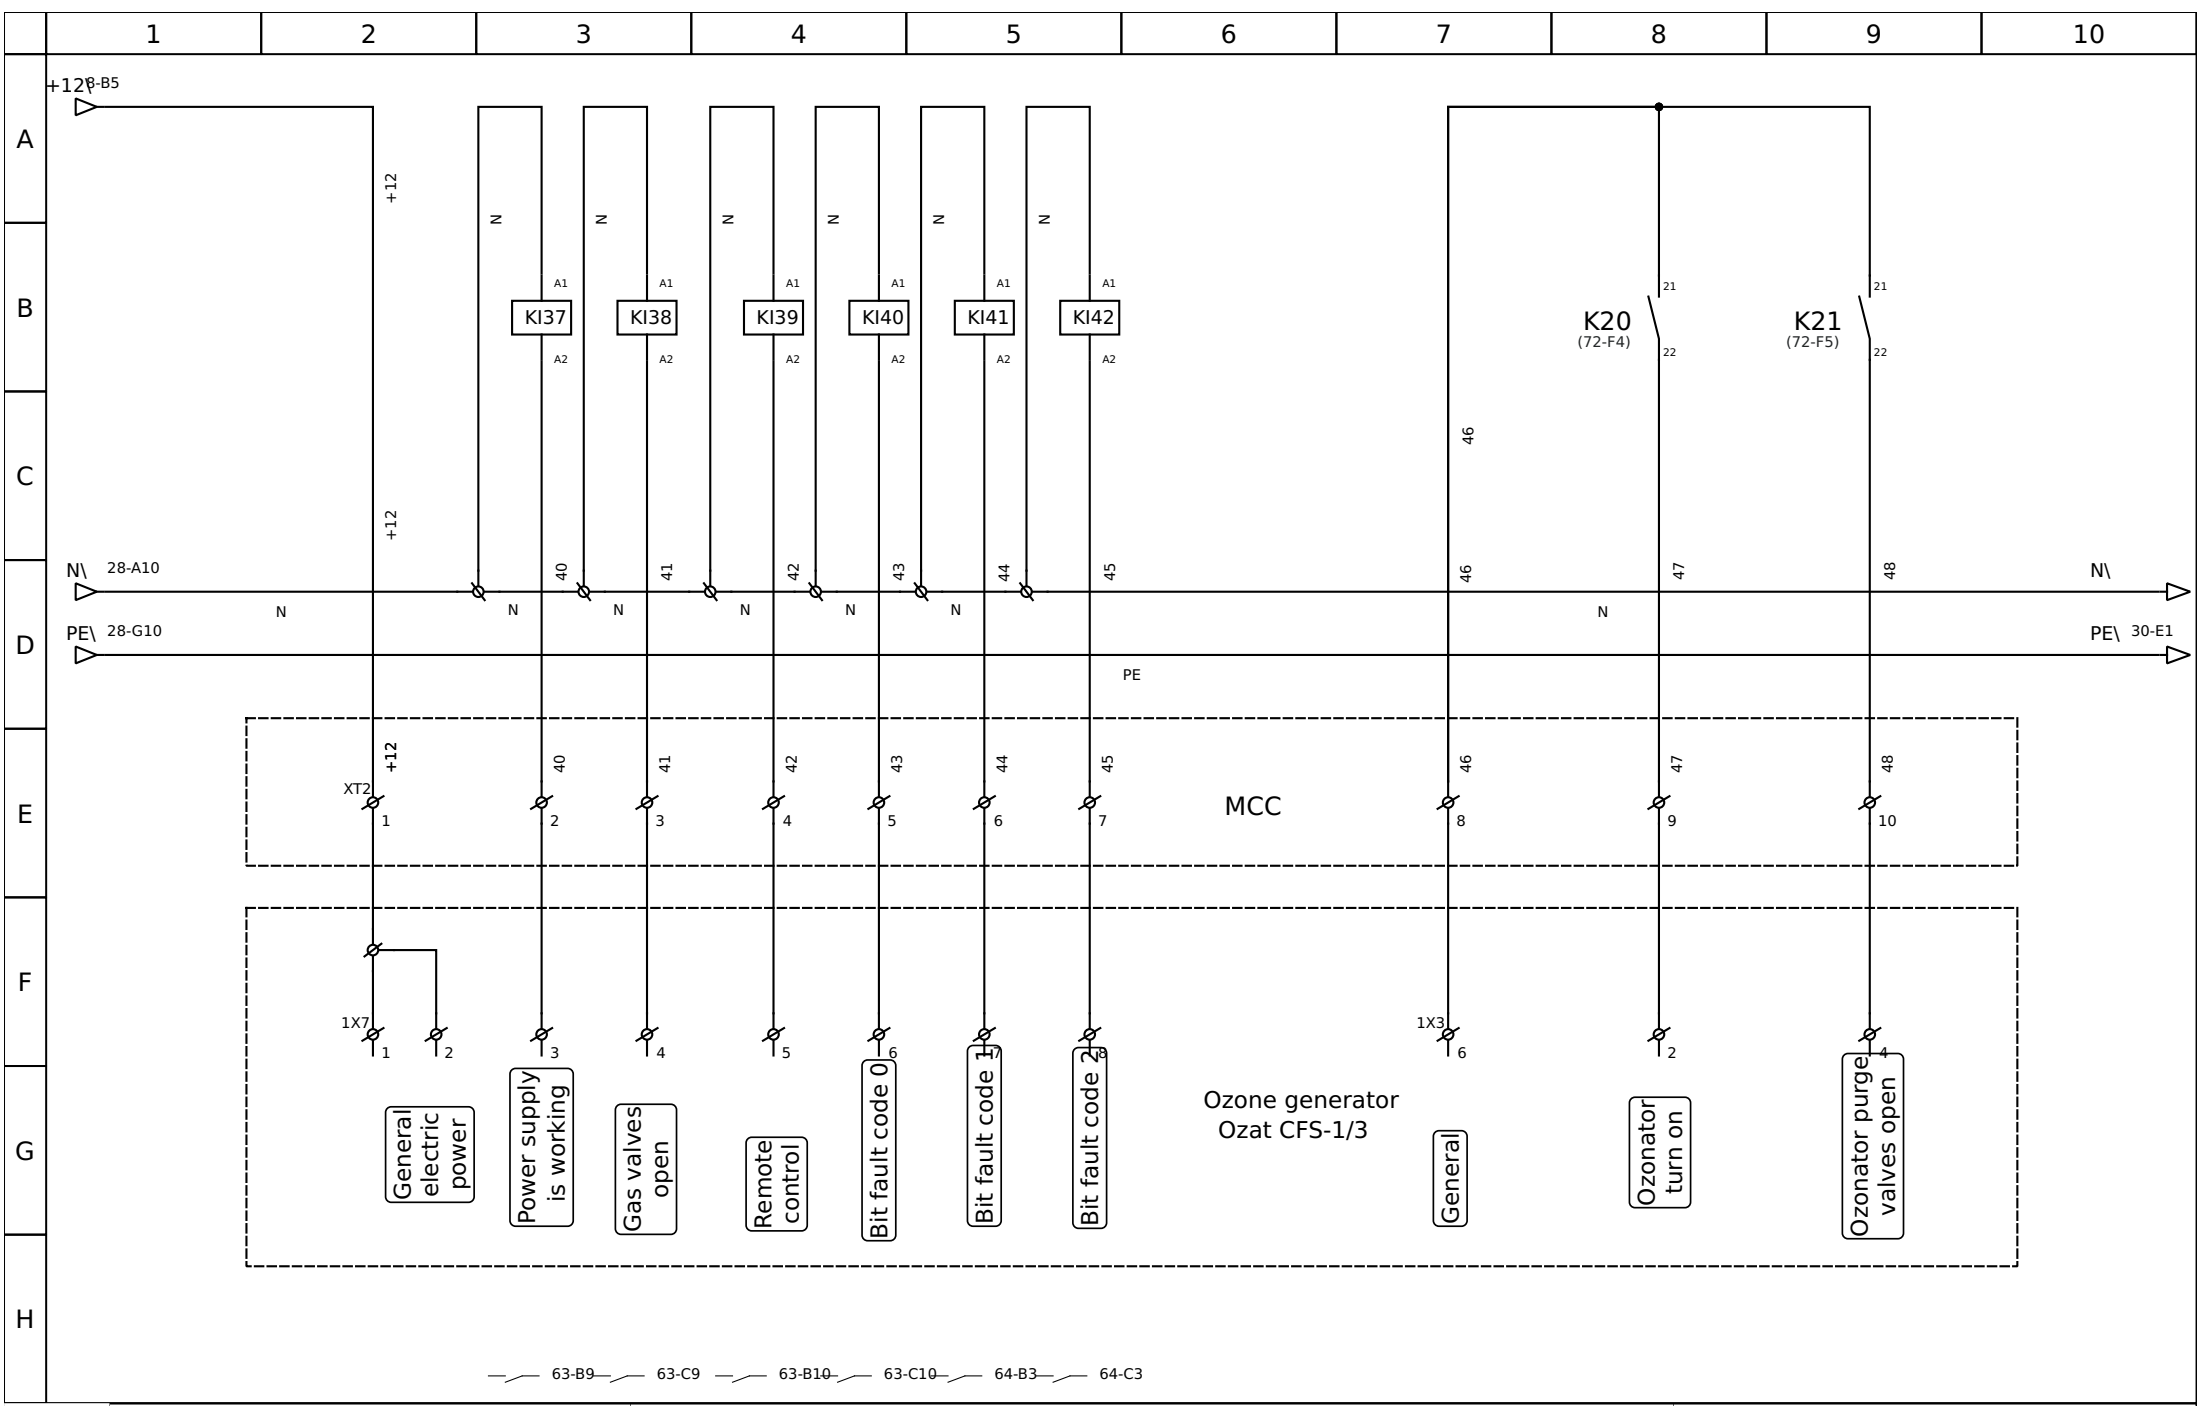 1 2 3 4 5 6 7 8 9 10
A
B
C
D
E
F
G
H
+12\ 8-B5
+12
N N N N N N
A1 A1 A1 A1 A1 A1
21 21
KI37 KI38 KI39 KI40 KI41 KI42
K20
(72-F4)
K21
(72-F5)
A2 A2 A2 A2 A2 A2
22 22
46
+12
N\ 28-A10
40 41 42 43 44 45 46 47 48
N\
N N N N N N N
PE\ 28-G10
PE\ 30-E1
PE
+12 40 41 42 43 44 45 46 47 48
XT2
MCC
1 2 3 4 5 6 7 8 9 10
1X7
1X3
1 2 3 4 5 6 7 8 6 2 4
General
electric
power
Power supply
is working
Gas valves
open
Remote
control
Bit fault code 0
Bit fault code 1
Bit fault code 2
Ozone generator
Ozat CFS-1/3
General
Ozonator
turn on
Ozonator purge
valves open
63-B9 63-C9 63-B10 63-C10 64-B3 64-C3